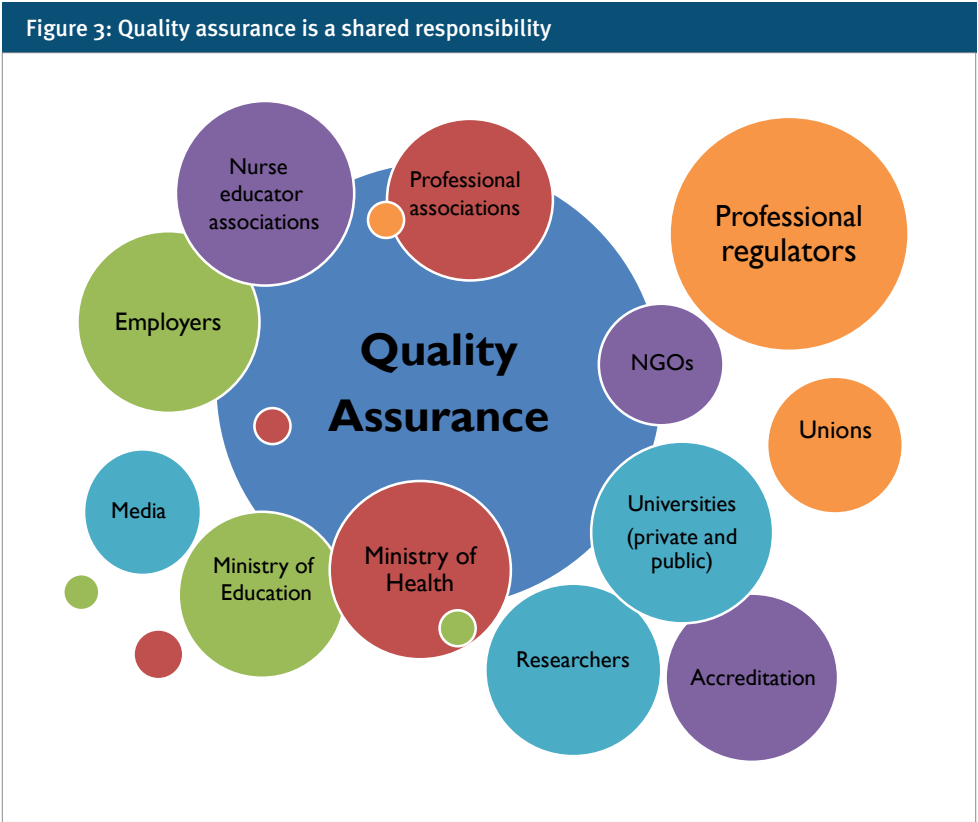 Figure 3: Quality assurance is a shared responsibility
Nurse
educator
associations
Professional
associations
Professional
regulators
Employers
Quality
Assurance
NGOs
Unions
Media
Universities
(private and
public)
Ministry of
Education
Ministry of
Health
Researchers
Accreditation